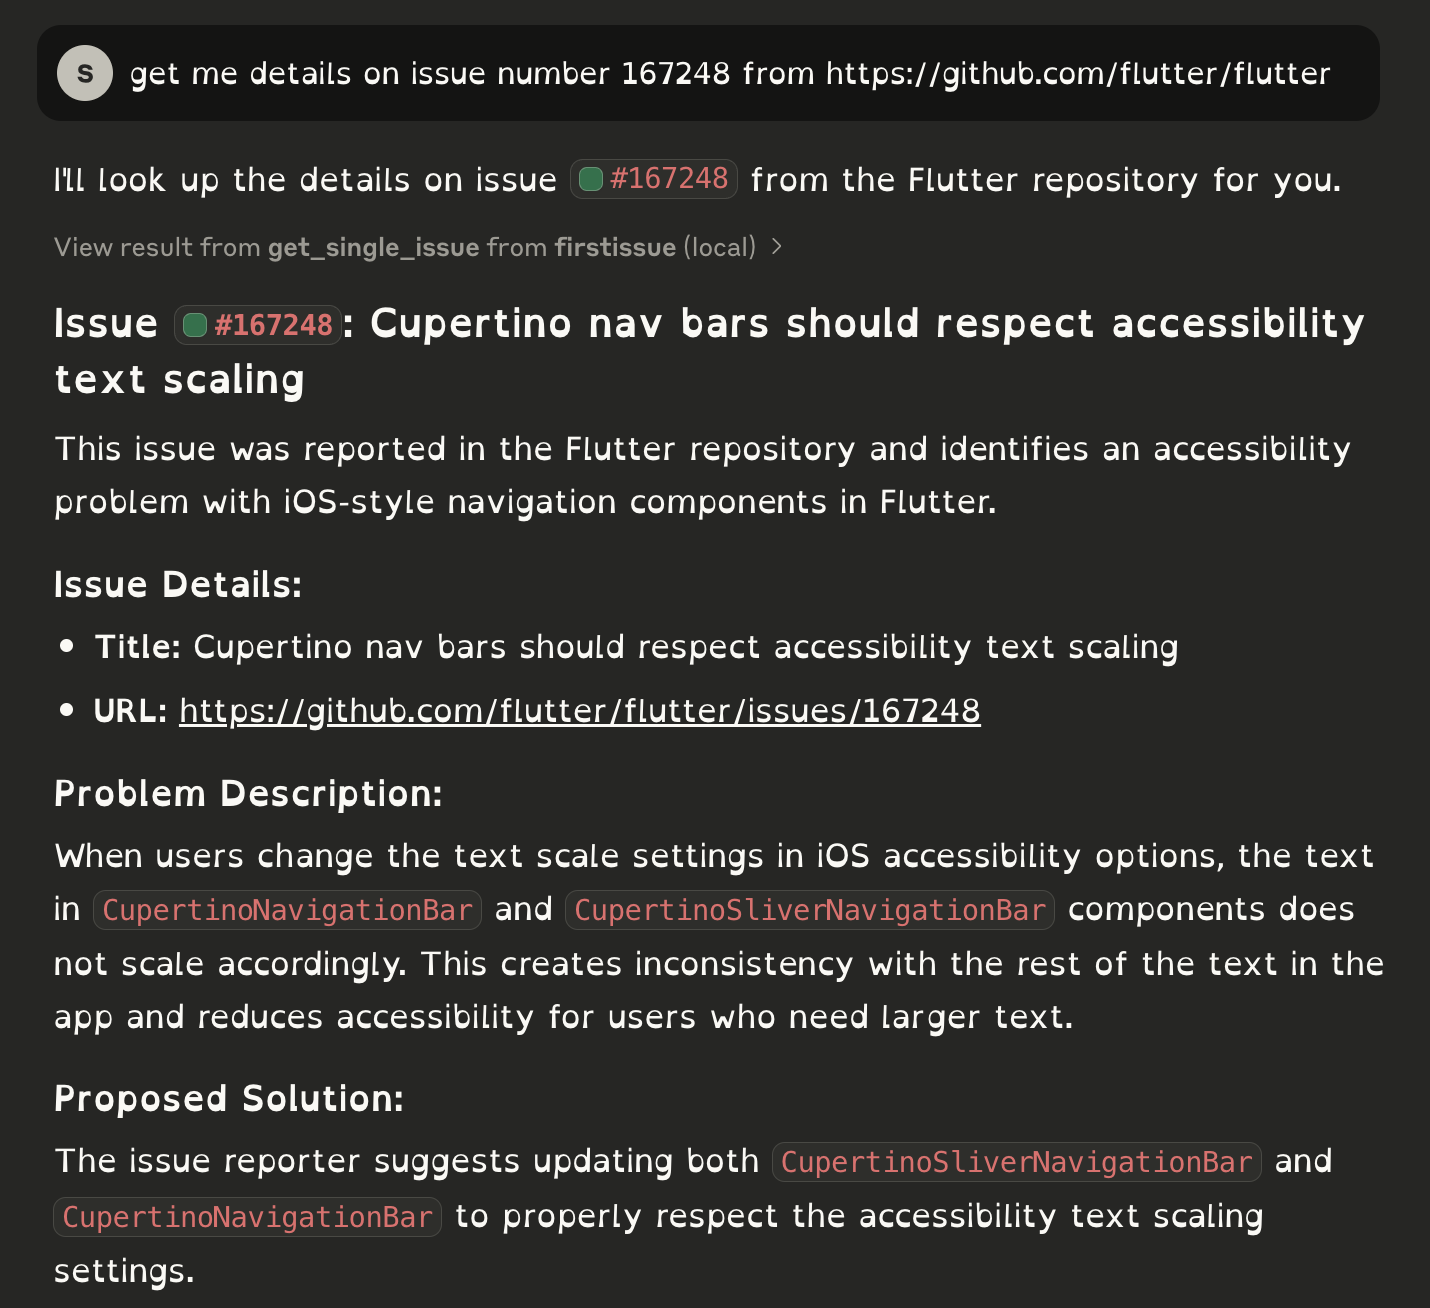 S get me details on issue number 167248 from https://github.com/flutter/flutter
I'll look up the details on issue #167248 from the Flutter repository for you.
View result from get_single_issue from firstissue (local) >
Issue #167248: Cupertino nav bars should respect accessibility
text scaling
This issue was reported in the Flutter repository and identifies an accessibility
problem with iOS-style navigation components in Flutter.
Issue Details:
• Title: Cupertino nav bars should respect accessibility text scaling
• URL: https://github.com/flutter/flutter/issues/167248
Problem Description:
When users change the text scale settings in iOS accessibility options, the text
in CupertinoNavigationBar and CupertinoSliverNavigationBar components does
not scale accordingly. This creates inconsistency with the rest of the text in the
app and reduces accessibility for users who need larger text.
Proposed Solution:
The issue reporter suggests updating both CupertinoSliverNavigationBar and
CupertinoNavigationBar to properly respect the accessibility text scaling
settings.